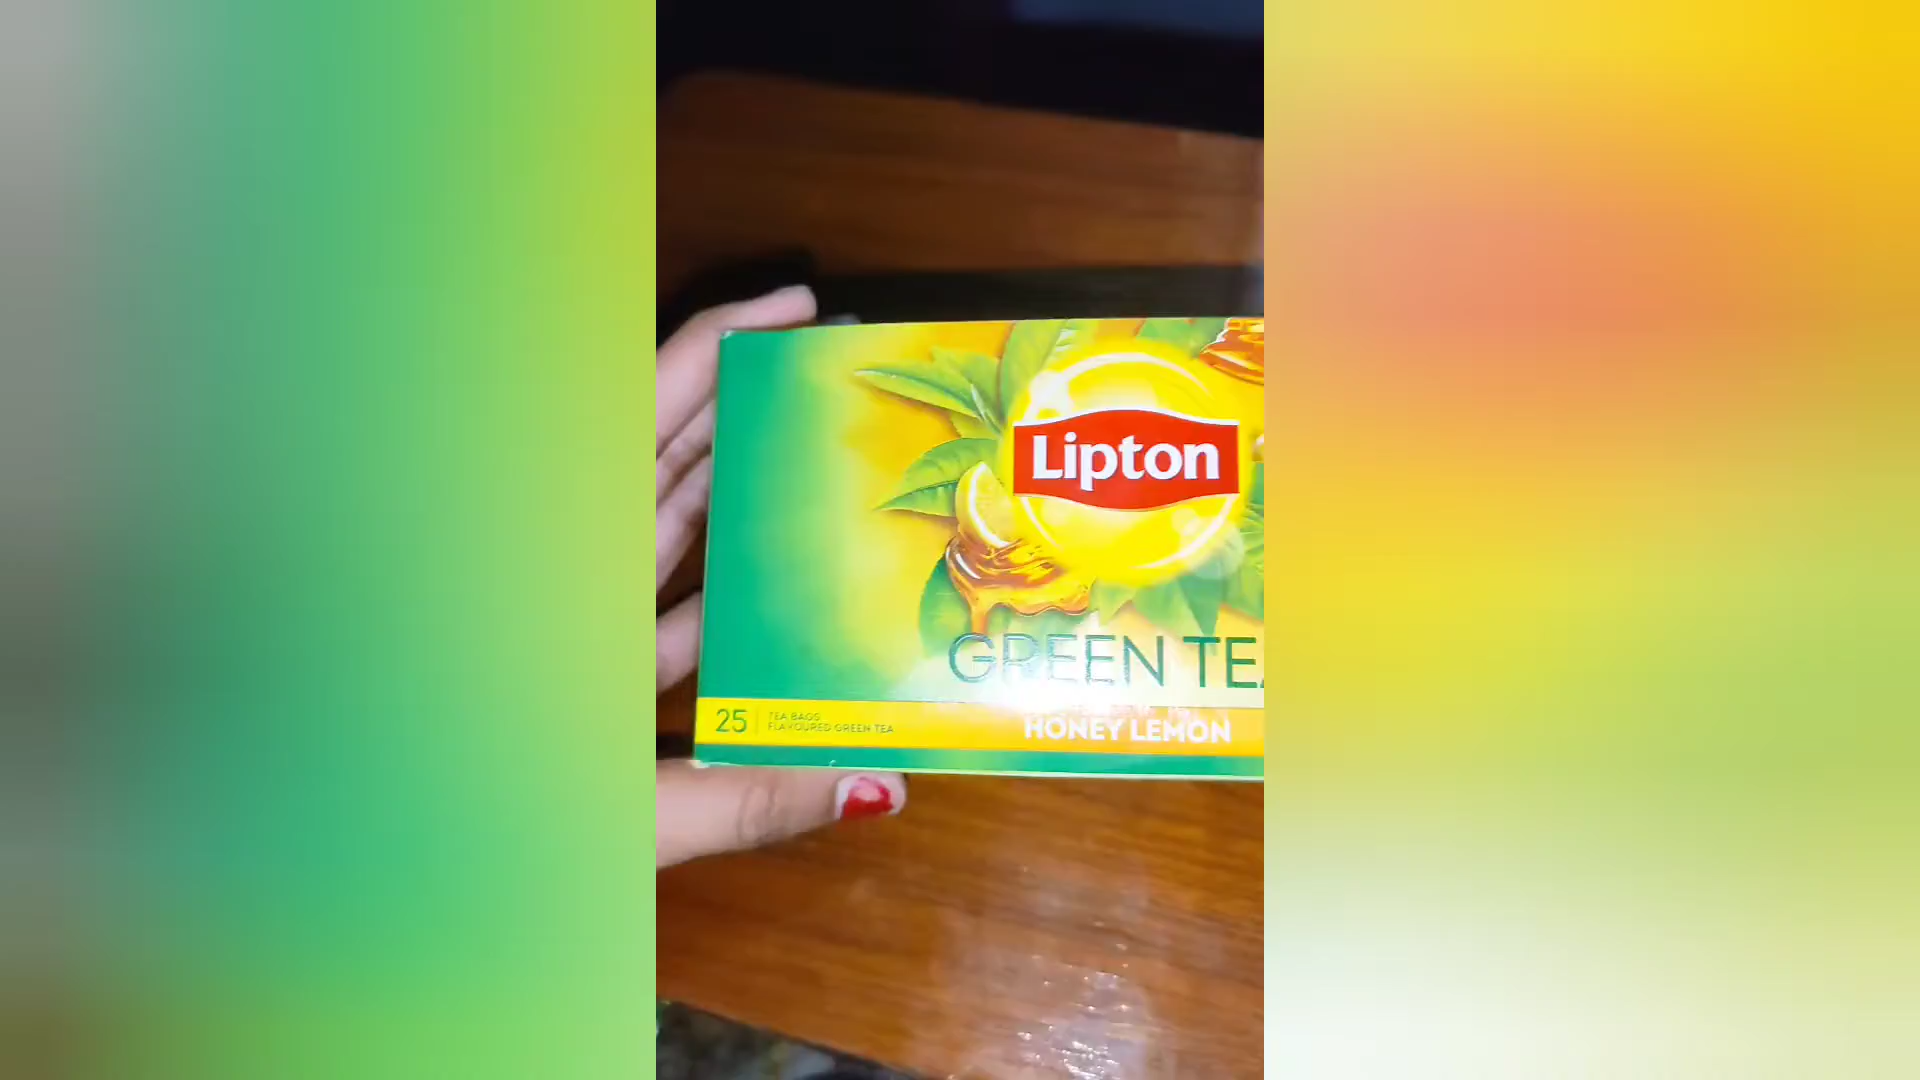 Lipton
GREEN TEA
25
TEA BAGS
FLAVOURED GREEN TEA
HONEY LEMON